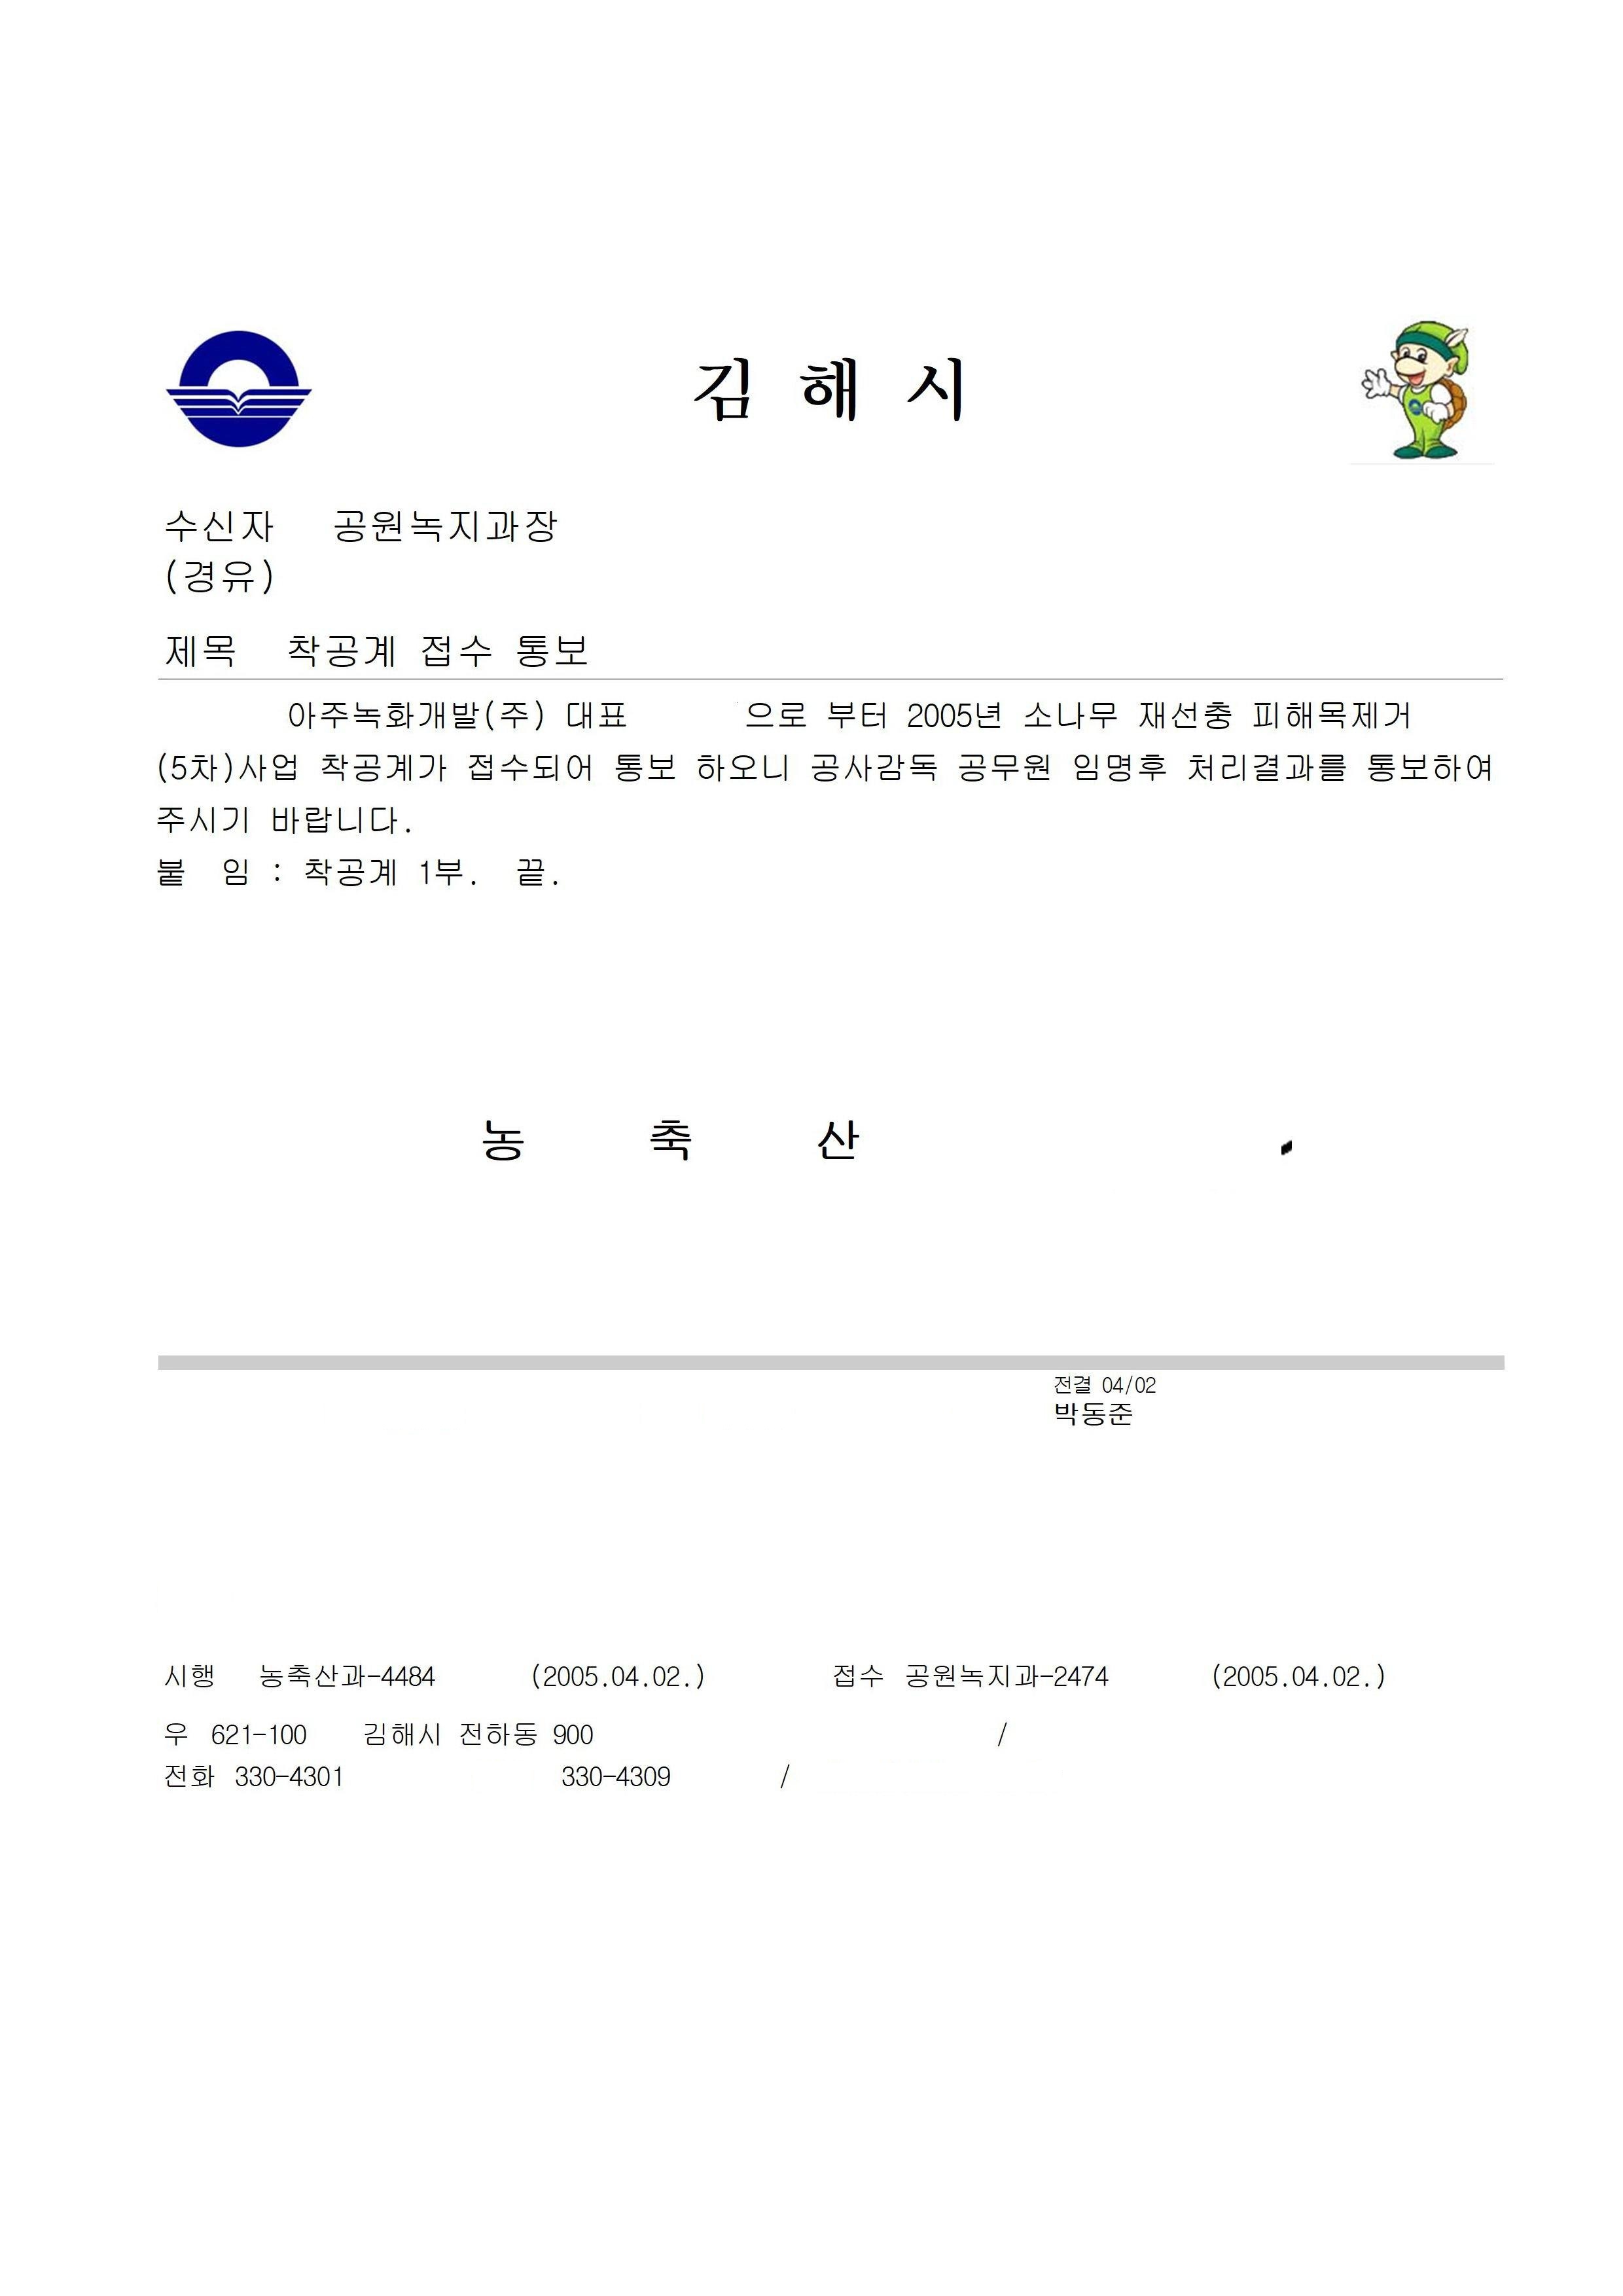 김 해 시
수신자 공원녹지과장
(경유)
제목 착공계 접수 통보
아주녹화개발(주) 대표 으로 부터 2005년 소나무 재선충 피해목제거
(5차)사업 착공계가 접수되어 통보 하오니 공사감독 공무원 임명후 처리결과를 통보하여
주시기 바랍니다.
붙 임 : 착공계 1부. 끝.
농 축 산
전결 04/02
박동준
시행 농축산과-4484 (2005.04.02.) 접수 공원녹지과-2474 (2005.04.02.)
우 621-100 김해시 전하동 900 /
전화 330-4301 330-4309 /